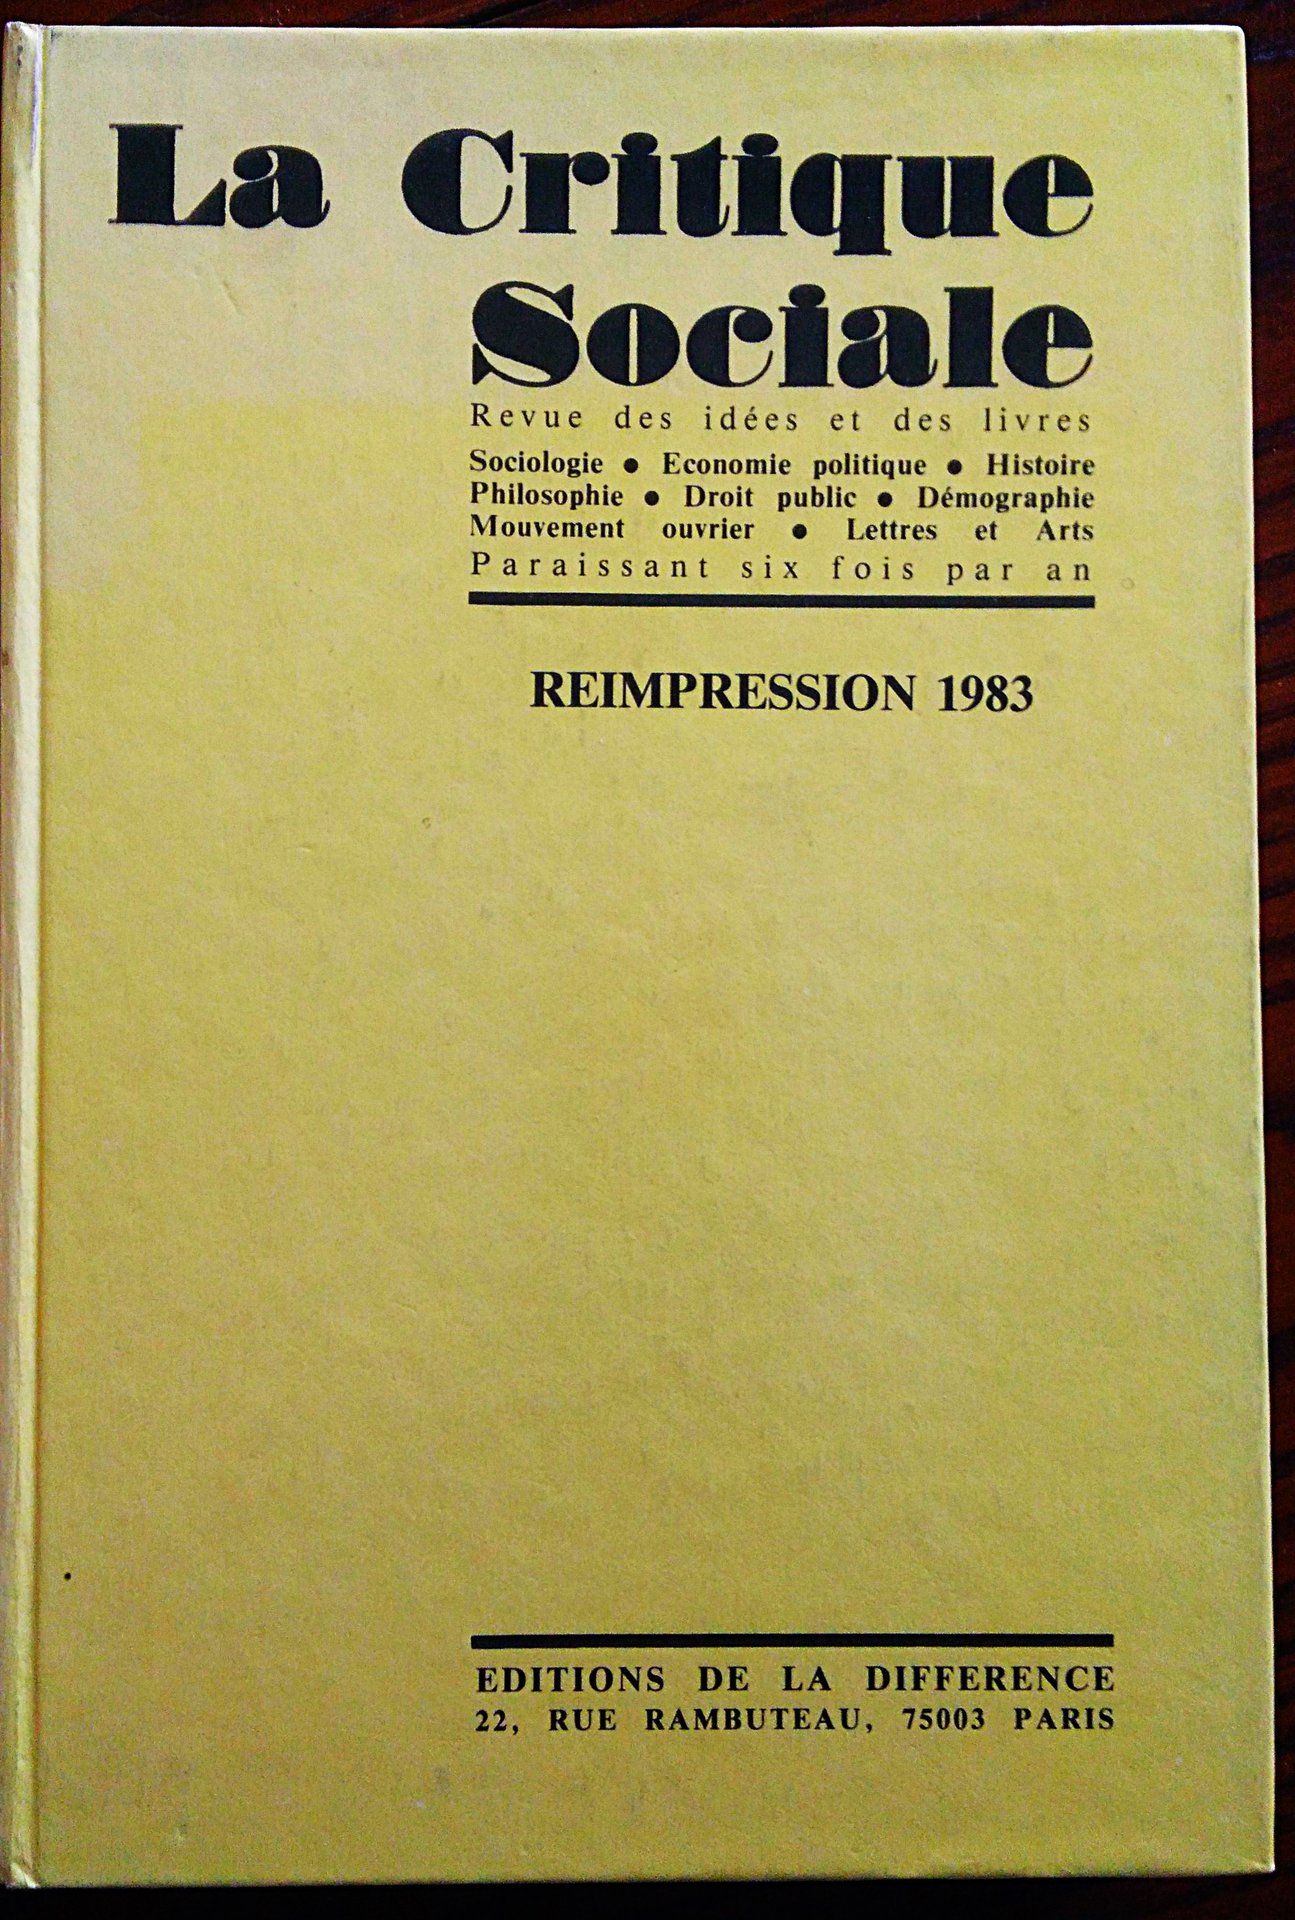 La Critique
Sociale
Revue des idées et des livres
Sociologie ● Economie politique ● Histoire
Philosophie ● Droit public ● Démographie
Mouvement ouvrier ● Lettres et Arts
Paraissant six fois par an
REIMPRESSION 1983
EDITIONS DE LA DIFFERENCE
22, RUE RAMBUTEAU, 75003 PARIS